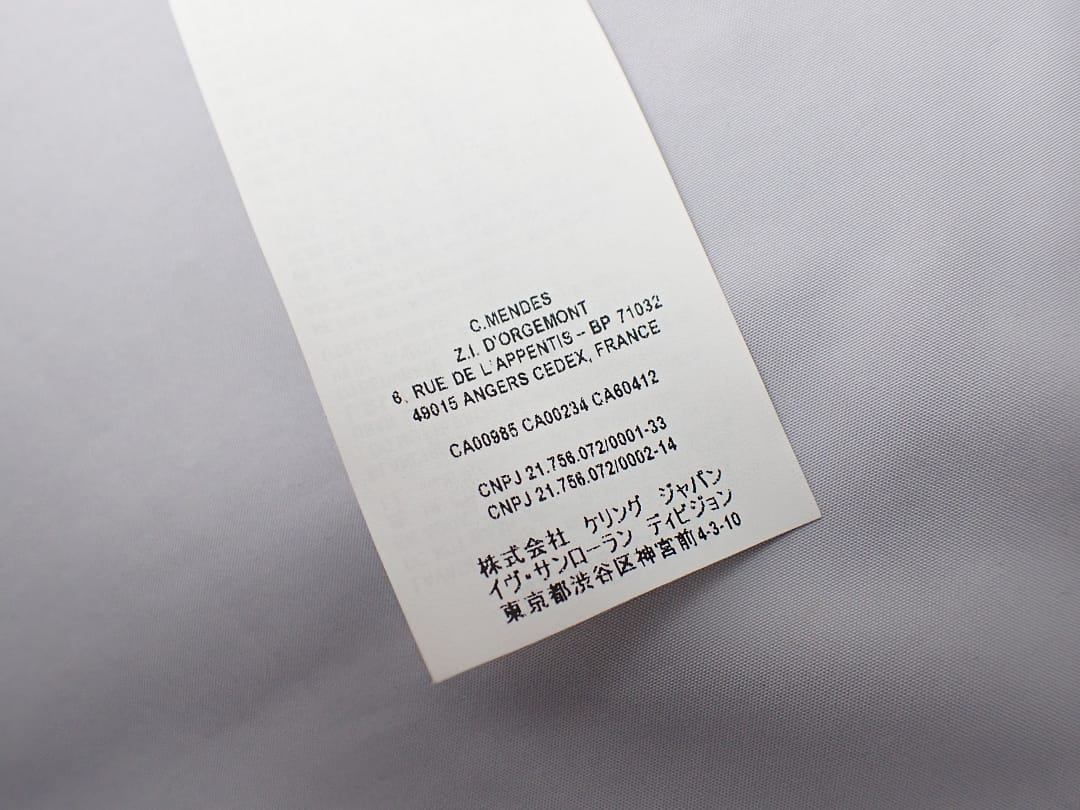 C.MENDES
Z.I. D'ORGEMONT
6, RUE DE L'APPENTIS – BP 71032
49015 ANGERS CEDEX, FRANCE
CA00985 CA00234 CA60412
CNPJ 21.756.072/0001-33
CNPJ 21.756.072/0002-14
株式会社 ケリング ジャパン
イヴ・サンローラン ディビジョン
東京都渋谷区神宮前4-3-10